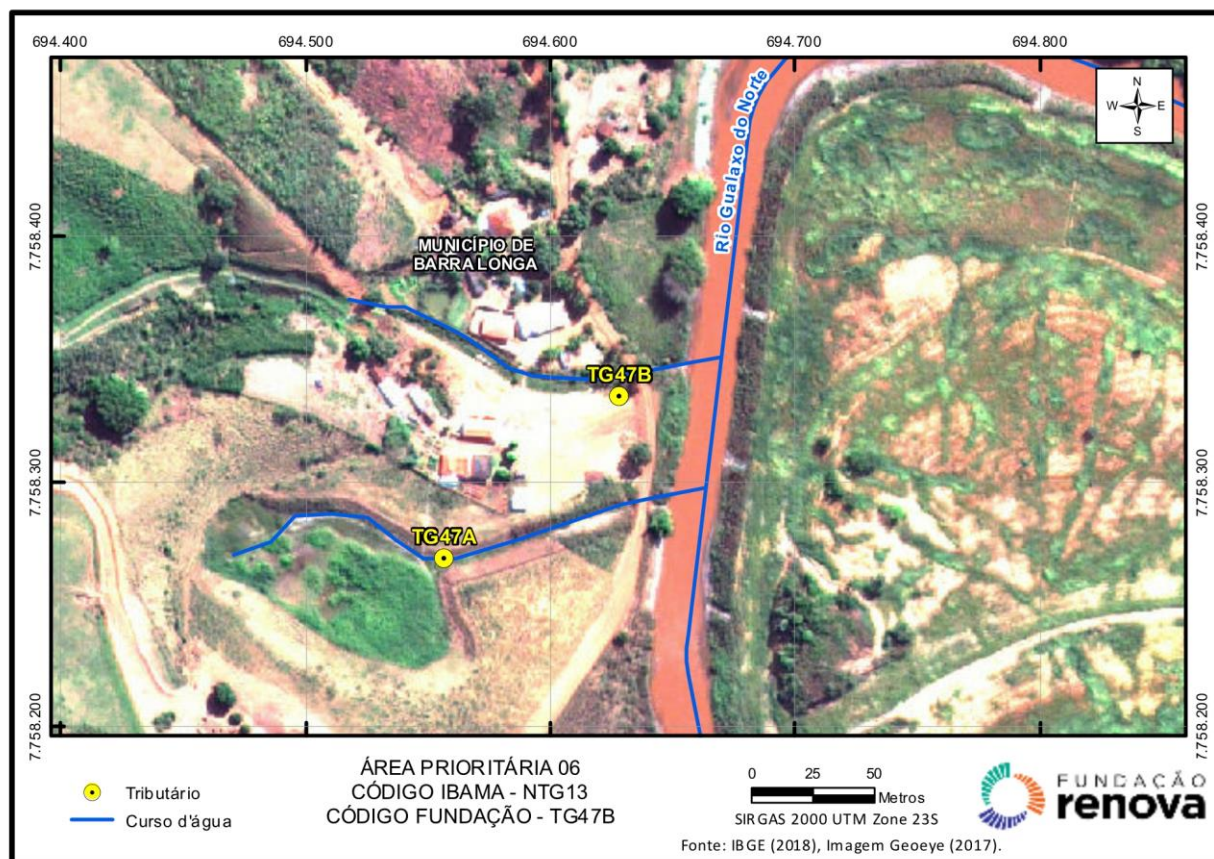 694.400 694.500 694.600 694.700 694.800
N
W E
S
Rio Gualaxo do Norte
7.758.400 7.758.400
MUNICÍPIO DE
BARRA LONGA
TG47B
7.758.300 7.758.300
TG47A
7.758.200 7.758.200
Tributário
Curso d'água
ÁREA PRIORITÁRIA 06
CÓDIGO IBAMA - NTG13
CÓDIGO FUNDAÇÃO - TG47B
0 25 50
Metros
SIRGAS 2000 UTM Zone 23S
Fonte: IBGE (2018), Imagem Geoeye (2017).
FUNDAÇÃO
renova